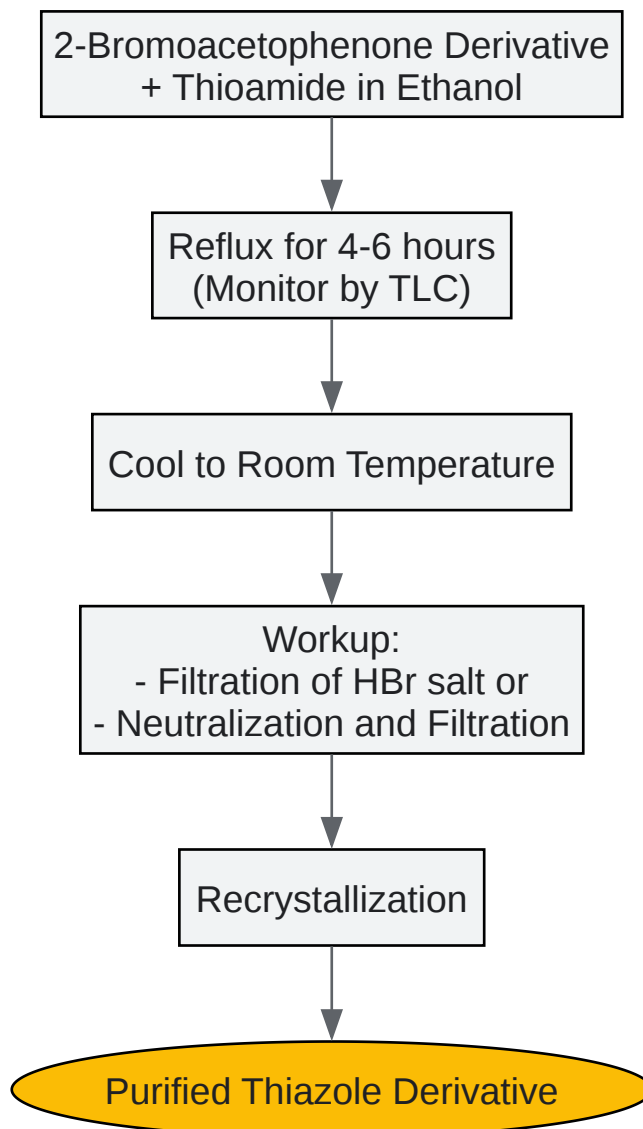 2-Bromoacetophenone Derivative
+ Thioamide in Ethanol
Reflux for 4-6 hours
(Monitor by TLC)
Cool to Room Temperature
Workup:
- Filtration of HBr salt or
- Neutralization and Filtration
Recrystallization
Purified Thiazole Derivative